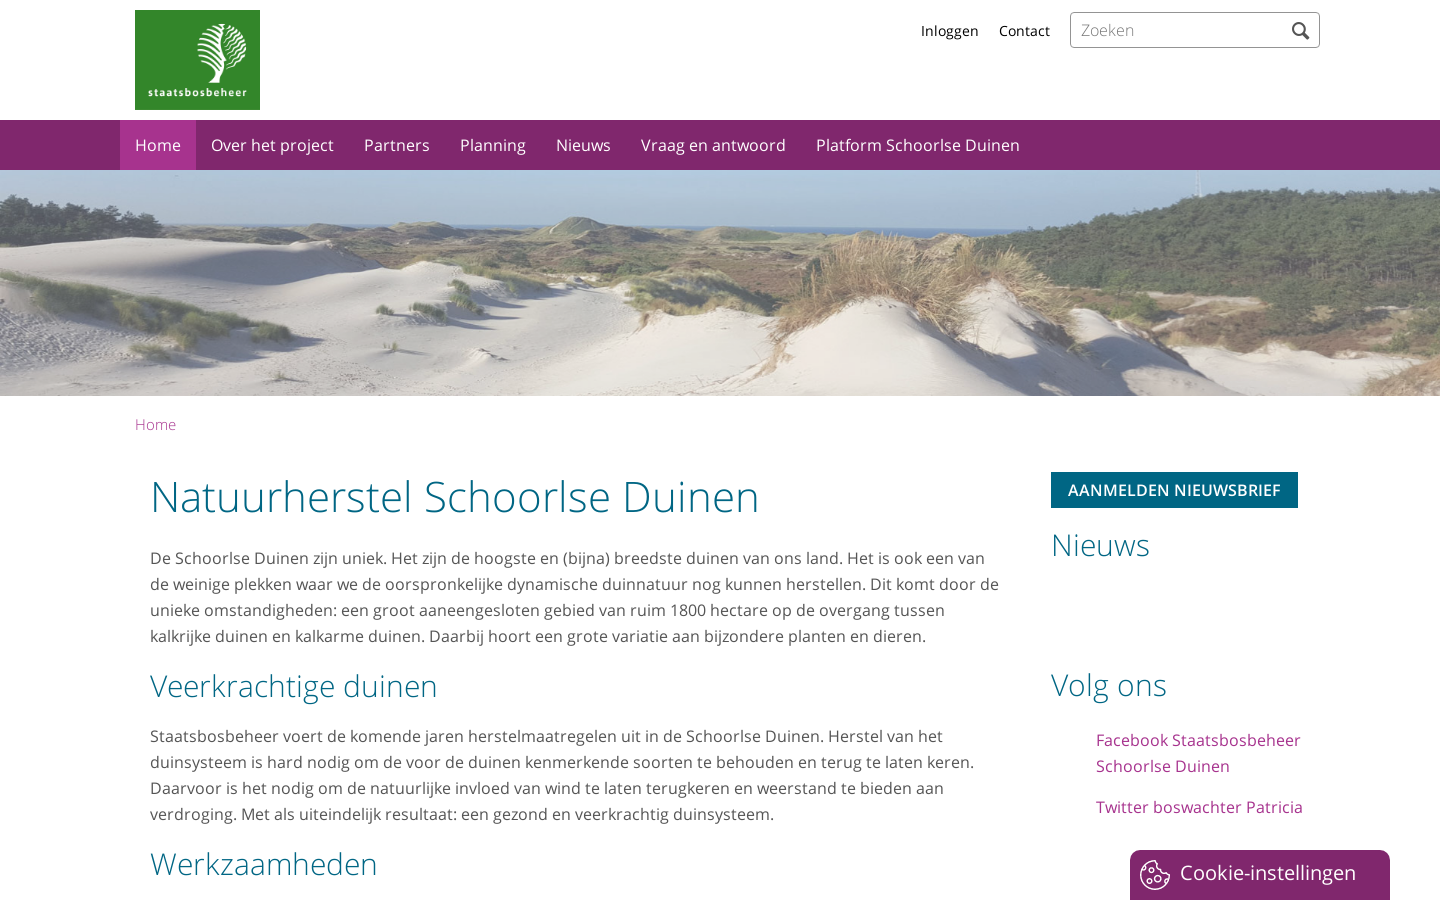 staatsbosbeheer
Inloggen
Contact
Zoeken
Home
Over het project
Partners
Planning
Nieuws
Vraag en antwoord
Platform Schoorlse Duinen
Home
Natuurherstel Schoorlse Duinen
De Schoorlse Duinen zijn uniek. Het zijn de hoogste en (bijna) breedste duinen van ons land. Het is ook een van
de weinige plekken waar we de oorspronkelijke dynamische duinnatuur nog kunnen herstellen. Dit komt door de
unieke omstandigheden: een groot aaneengesloten gebied van ruim 1800 hectare op de overgang tussen
kalkrijke duinen en kalkarme duinen. Daarbij hoort een grote variatie aan bijzondere planten en dieren.
Veerkrachtige duinen
Staatsbosbeheer voert de komende jaren herstelmaatregelen uit in de Schoorlse Duinen. Herstel van het
duinsysteem is hard nodig om de voor de duinen kenmerkende soorten te behouden en terug te laten keren.
Daarvoor is het nodig om de natuurlijke invloed van wind te laten terugkeren en weerstand te bieden aan
verdroging. Met als uiteindelijk resultaat: een gezond en veerkrachtig duinsysteem.
Werkzaamheden
AANMELDEN NIEUWSBRIEF
Nieuws
Volg ons
Facebook Staatsbosbeheer
Schoorlse Duinen
Twitter boswachter Patricia
Cookie-instellingen